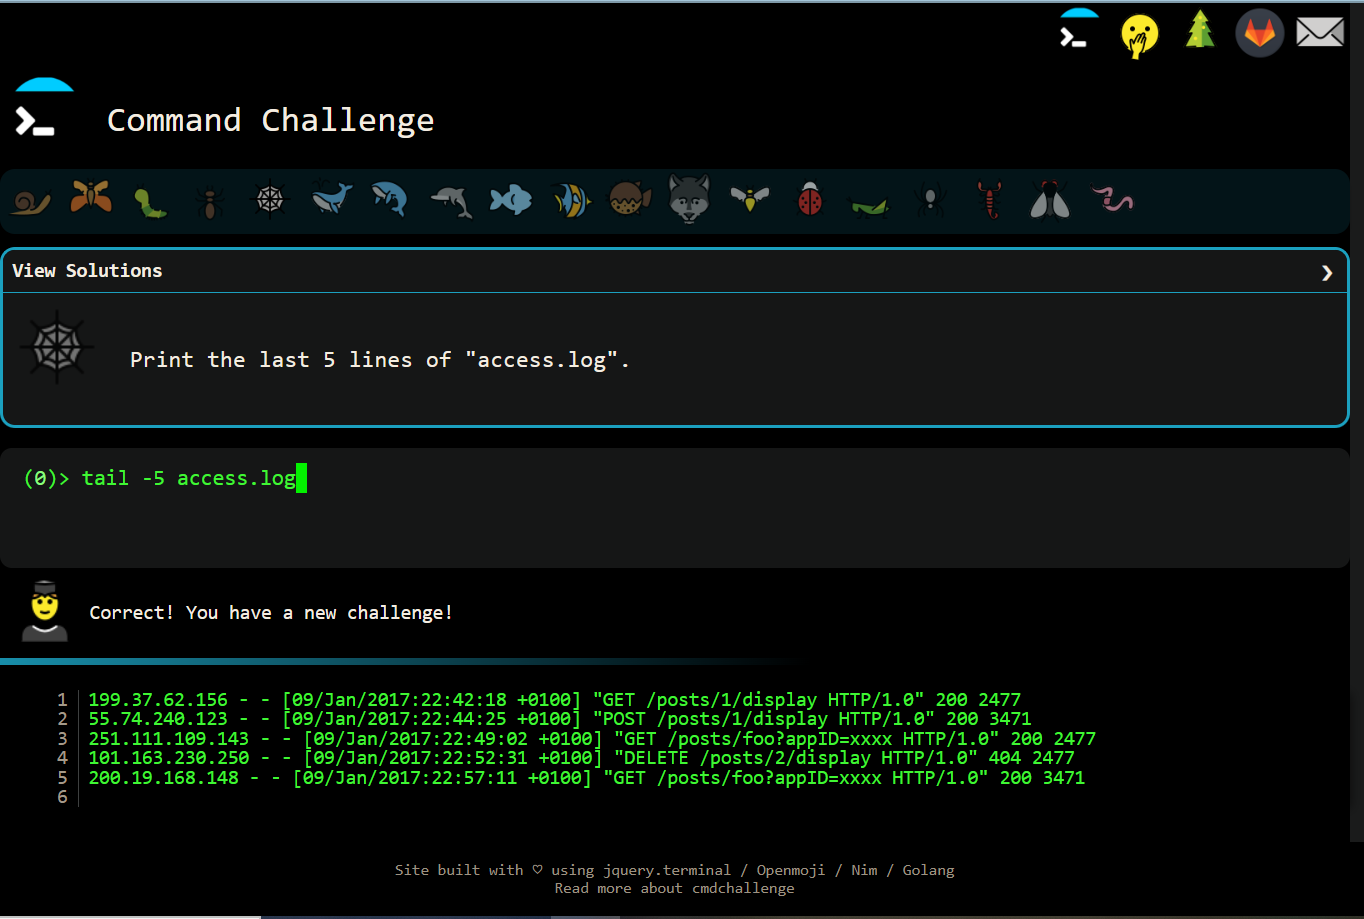 Command Challenge
View Solutions
Print the last 5 lines of "access.log".
(0)> tail -5 access.log
Correct! You have a new challenge!
1 199.37.62.156 - - [09/Jan/2017:22:42:18 +0100] "GET /posts/1/display HTTP/1.0" 200 2477
2 55.74.240.123 - - [09/Jan/2017:22:44:25 +0100] "POST /posts/1/display HTTP/1.0" 200 3471
3 251.111.109.143 - - [09/Jan/2017:22:49:02 +0100] "GET /posts/foo?appID=xxxx HTTP/1.0" 200 2477
4 101.163.230.250 - - [09/Jan/2017:22:52:31 +0100] "DELETE /posts/2/display HTTP/1.0" 404 2477
5 200.19.168.148 - - [09/Jan/2017:22:57:11 +0100] "GET /posts/foo?appID=xxxx HTTP/1.0" 200 3471
6
Site built with ♡ using jquery.terminal / Openmoji / Nim / Golang
Read more about cmdchallenge